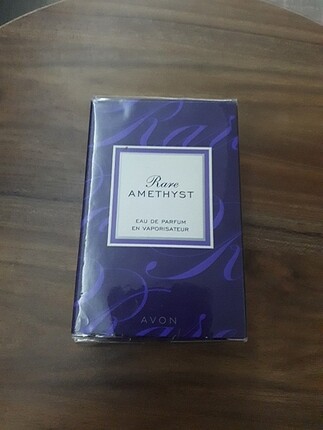 Rare
AMETHYST
EAU DE PARFUM
EN VAPORISATEUR
AVON